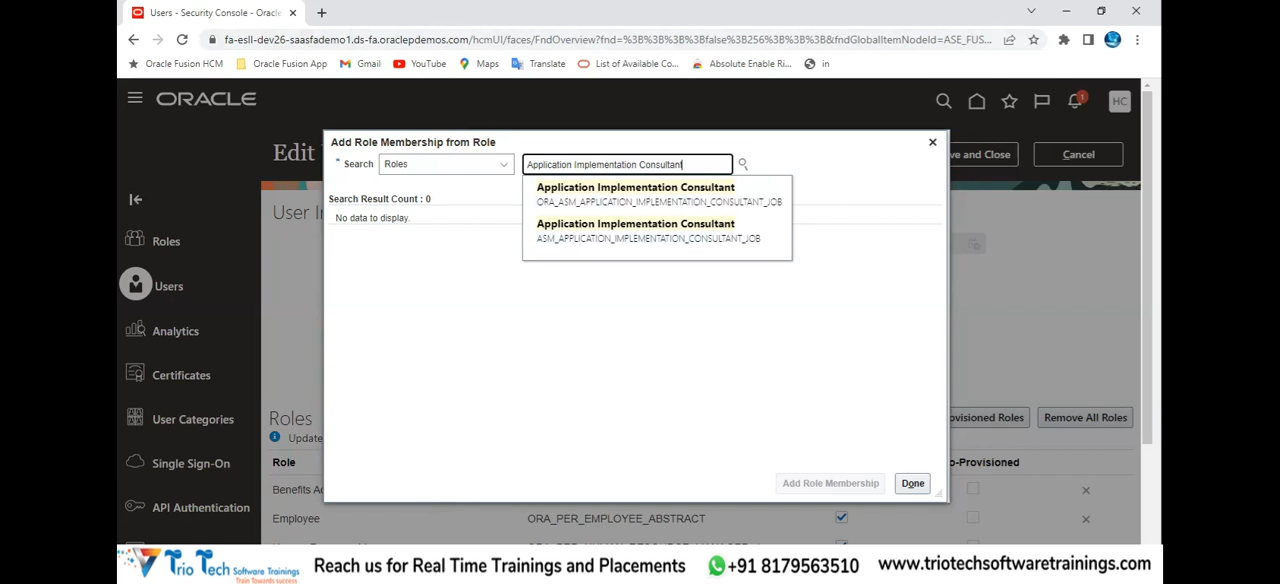 Users - Security Console - Oracle
fa-esll-dev26-saasfademo1.ds-fa.oraclepdemos.com/hcmUI/faces/FndOverview?fnd=%3B%3B%3B%3Bfalse%3B256%3B%3B%3B&fndGlobalItemNodeId=ASE_FUS...
Oracle Fusion HCM
Oracle Fusion App
Gmail
YouTube
Maps
Translate
List of Available Co...
Absolute Enable Ri...
in
ORACLE
1
HC
Edit
ve and Close
Cancel
Add Role Membership from Role
* Search
Roles
Application Implementation Consultant
Application Implementation Consultant
ORA_ASM_APPLICATION_IMPLEMENTATION_CONSULTANT_JOB
Application Implementation Consultant
ASM_APPLICATION_IMPLEMENTATION_CONSULTANT_JOB
Search Result Count : 0
No data to display.
Add Role Membership
Done
User In
Roles
Users
Analytics
Certificates
User Categories
Single Sign-On
API Authentication
Roles
ovisioned Roles
Remove All Roles
Update
Role
o-Provisioned
Benefits Ad
Employee
ORA_PER_EMPLOYEE_ABSTRACT
Trio Tech Software Trainings
Train Towards success
Reach us for Real Time Trainings and Placements
+91 8179563510
www.triotechsoftwaretrainings.com